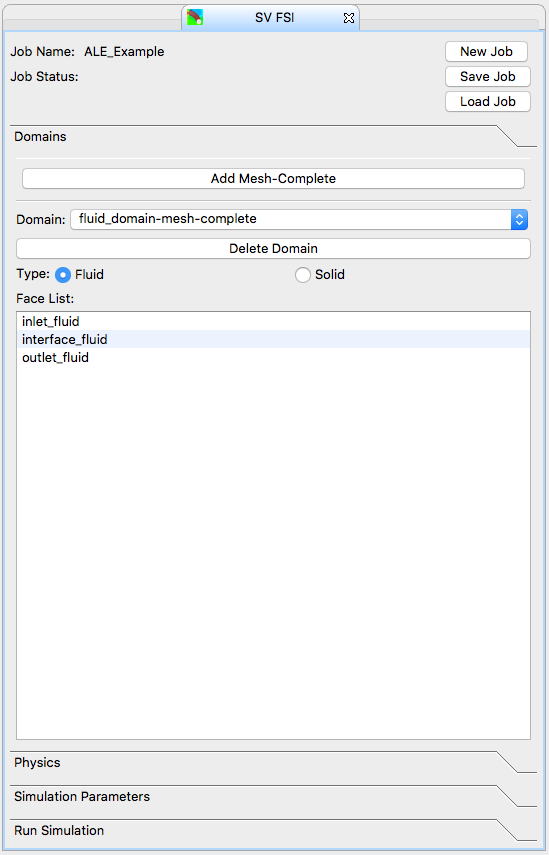 SV FSI
Job Name: ALE_Example
New Job
Job Status:
Save Job
Load Job
Domains
Add Mesh-Complete
Domain: fluid_domain-mesh-complete
Delete Domain
Type: Fluid Solid
Face List:
inlet_fluid
interface_fluid
outlet_fluid
Physics
Simulation Parameters
Run Simulation